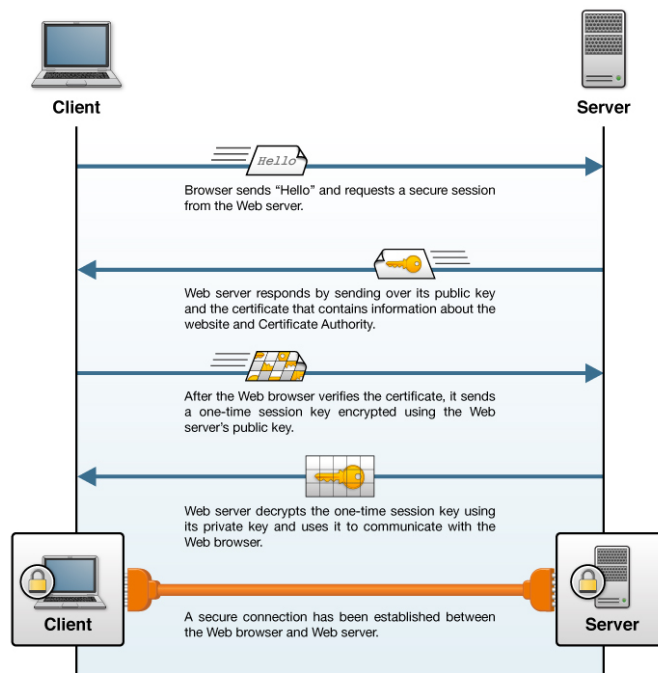 Client
Server
Hello
Browser sends “Hello” and requests a secure session
from the Web server.
Web server responds by sending over its public key
and the certificate that contains information about the
website and Certificate Authority.
After the Web browser verifies the certificate, it sends
a one-time session key encrypted using the Web
server’s public key.
Web server decrypts the one-time session key using
its private key and uses it to communicate with the
Web browser.
Client
Server
A secure connection has been established between
the Web browser and Web server.